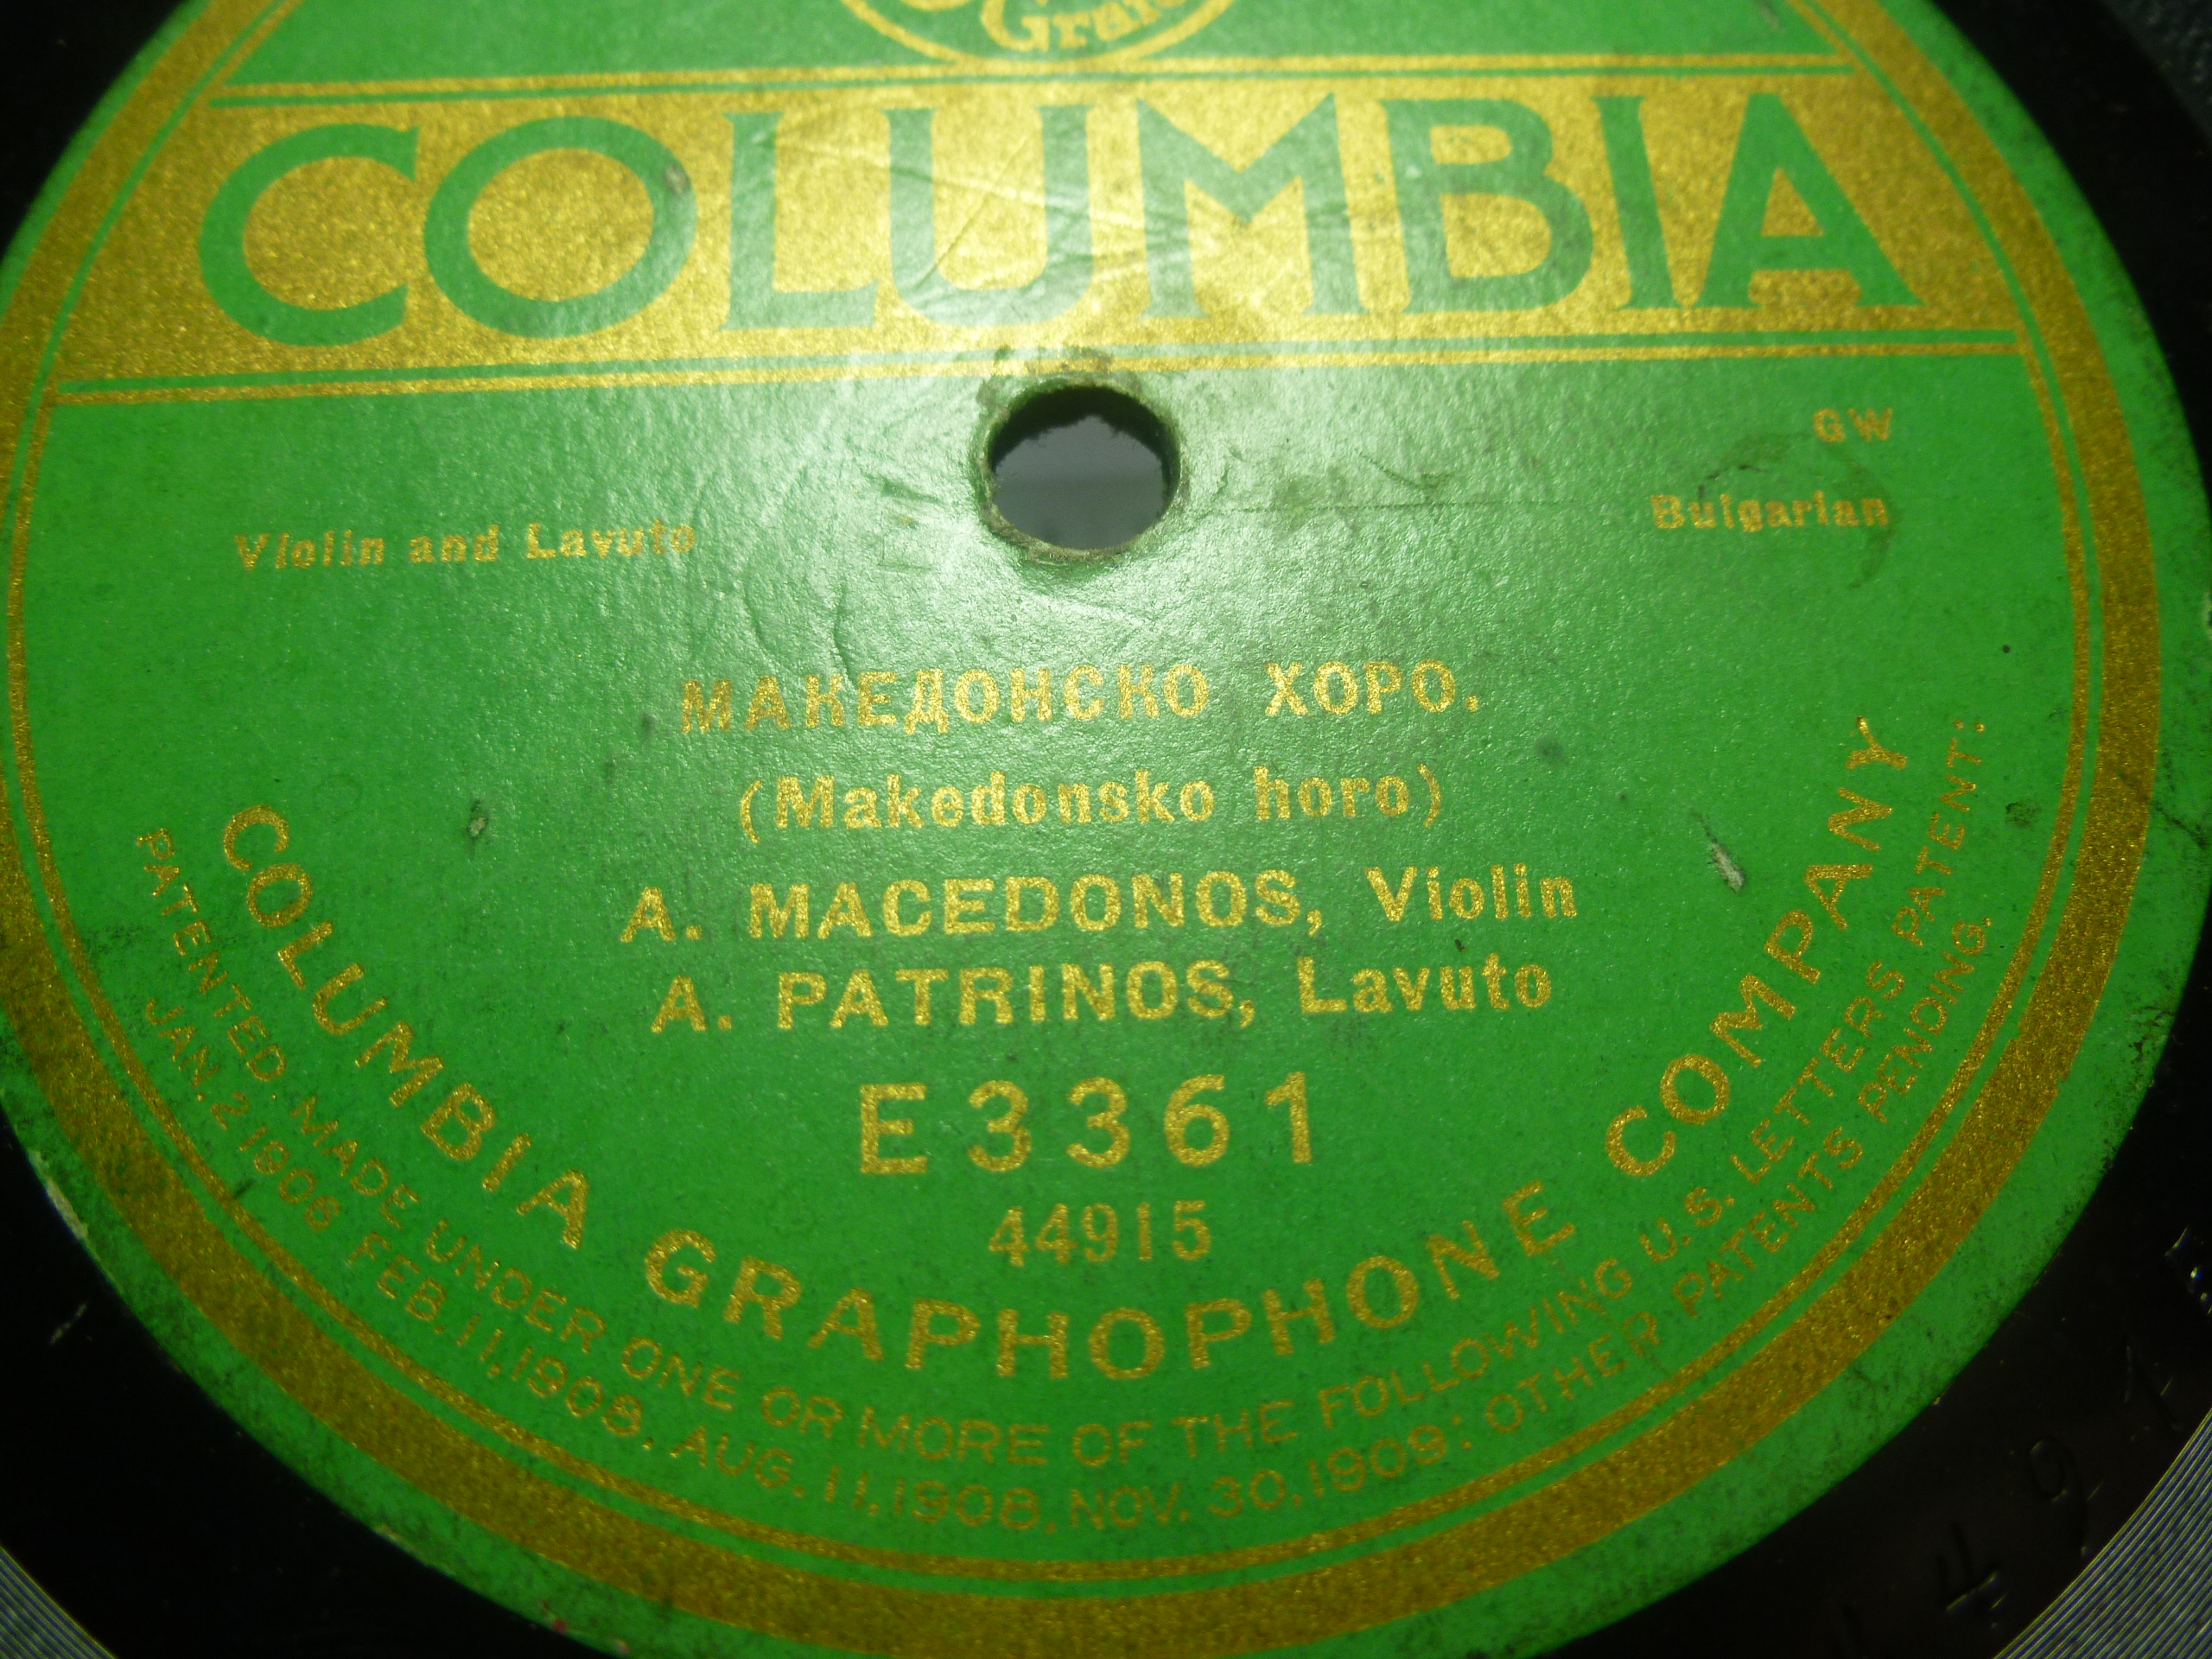 COLUMBIA
GW
Violin and Lavuto
Bulgarian
МАКЕДОНСКО ХОРО.
(Makedonsko horo)
A. MACEDONOS, Violin
A. PATRINOS, Lavuto
E3361
44915
COLUMBIA GRAPHOPHONE COMPANY
PATENTED. MADE UNDER ONE OR MORE OF THE FOLLOWING U.S. LETTERS PATENT:
JAN. 2 1906 FEB. 11, 1908. AUG. 11, 1908, NOV. 30, 1909: OTHER PATENTS PENDING.